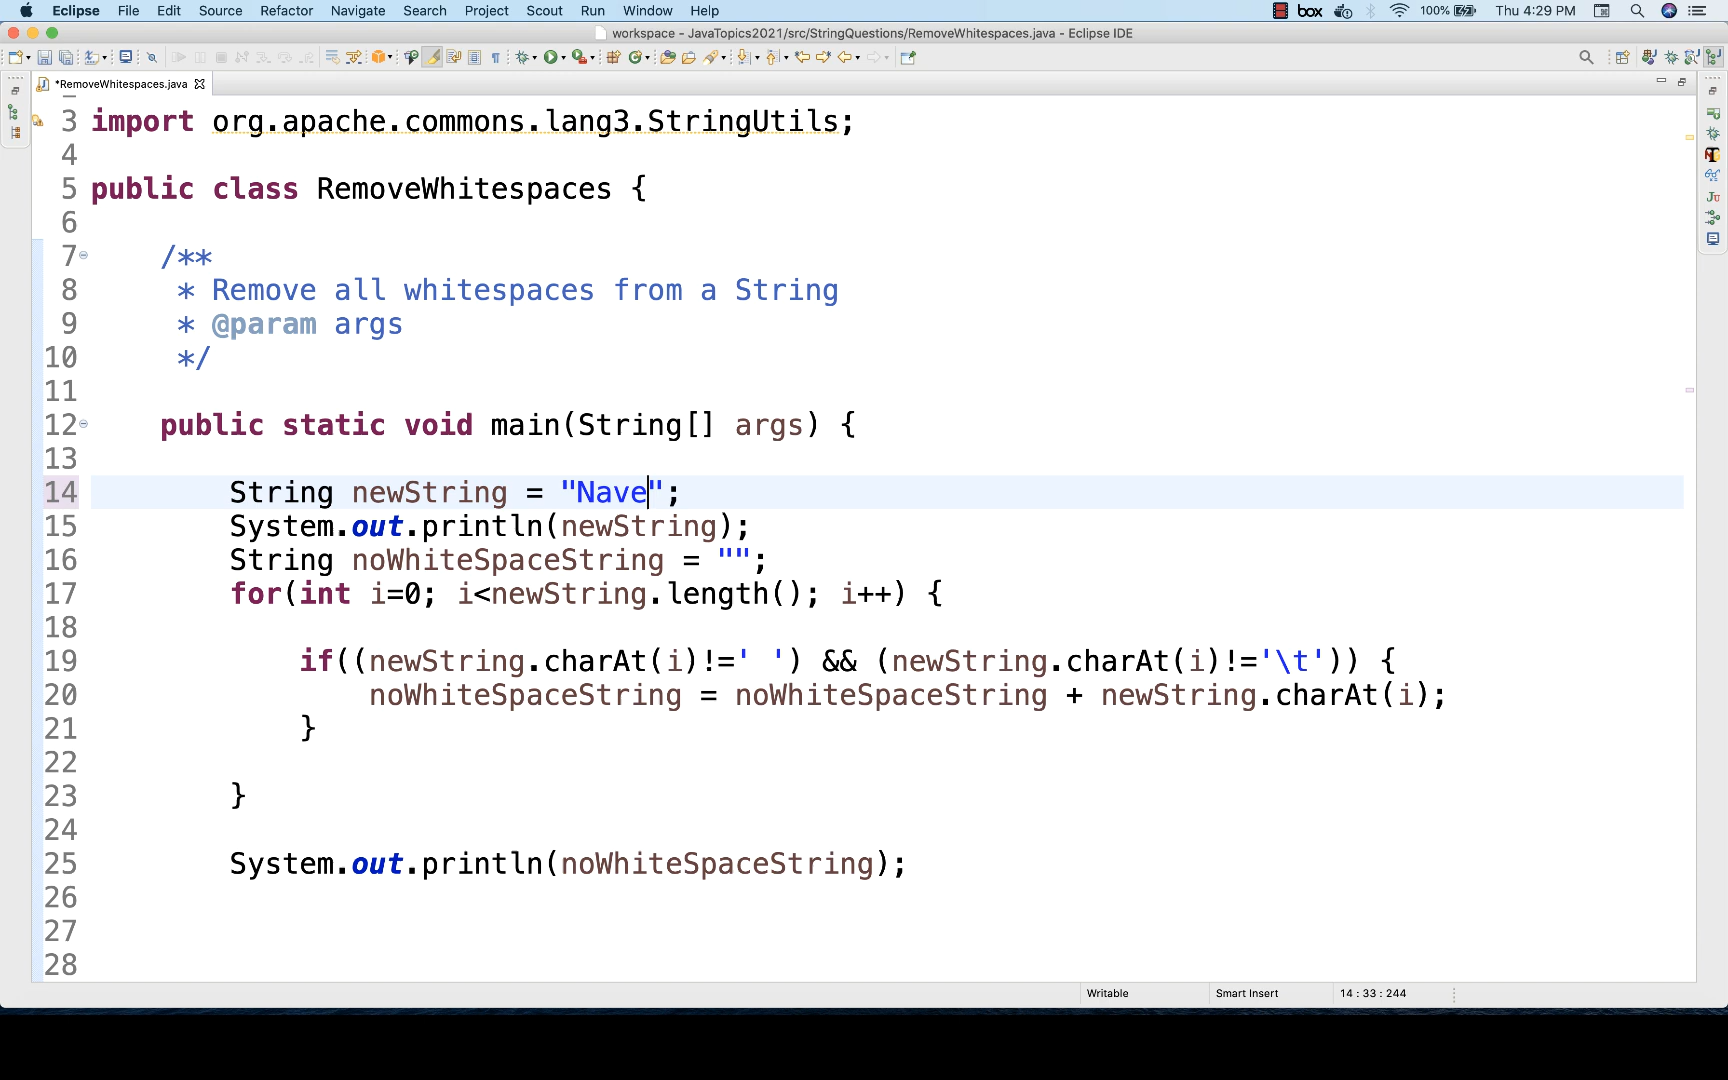 Eclipse File Edit Source Refactor Navigate Search Project Scout Run Window Help box 100% Thu 4:29 PM
workspace - JavaTopics2021/src/StringQuestions/RemoveWhitespaces.java - Eclipse IDE
*RemoveWhitespaces.java
3 import org.apache.commons.lang3.StringUtils;
4
5 public class RemoveWhitespaces {
6
7 /**
8 * Remove all whitespaces from a String
9 * @param args
10 */
11
12 public static void main(String[] args) {
13
14 String newString = "Nave";
15 System.out.println(newString);
16 String noWhiteSpaceString = "";
17 for(int i=0; i<newString.length(); i++) {
18
19 if((newString.charAt(i)!=' ') && (newString.charAt(i)!='\t')) {
20 noWhiteSpaceString = noWhiteSpaceString + newString.charAt(i);
21 }
22
23 }
24
25 System.out.println(noWhiteSpaceString);
26
27
28
Writable Smart Insert 14 : 33 : 244